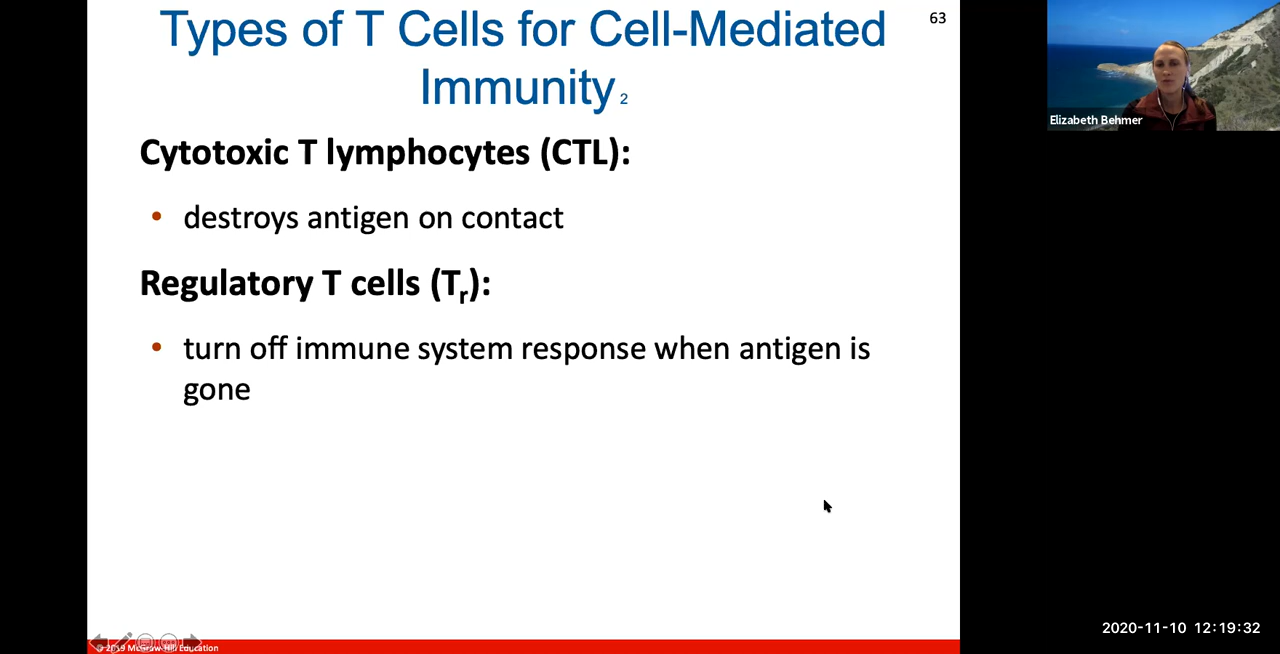 Types of T Cells for Cell-Mediated
63
Immunity 2
Elizabeth Behmer
Cytotoxic T lymphocytes (CTL):
• destroys antigen on contact
Regulatory T cells (Tr):
• turn off immune system response when antigen is
gone
2020-11-10 12:19:32
© 2019 McGraw-Hill Education